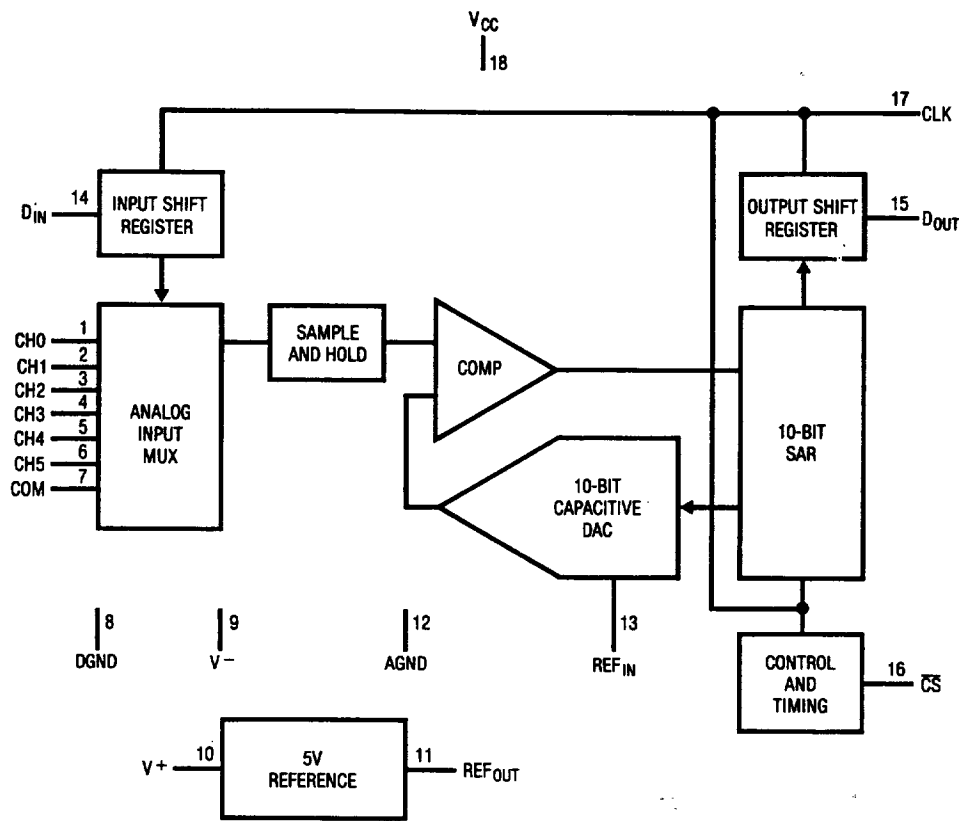 VCC
18
17
CLK
14
DIN
INPUT SHIFT
REGISTER
OUTPUT SHIFT
REGISTER
15
DOUT
CH0
1
CH1
2
CH2
3
CH3
4
CH4
5
CH5
6
COM
7
ANALOG
INPUT
MUX
SAMPLE
AND HOLD
COMP
10-BIT
SAR
10-BIT
CAPACITIVE
DAC
8
DGND
9
V−
12
AGND
13
REFIN
CONTROL
AND
TIMING
16
C̅S̅
V+
10
5V
REFERENCE
11
REFOUT